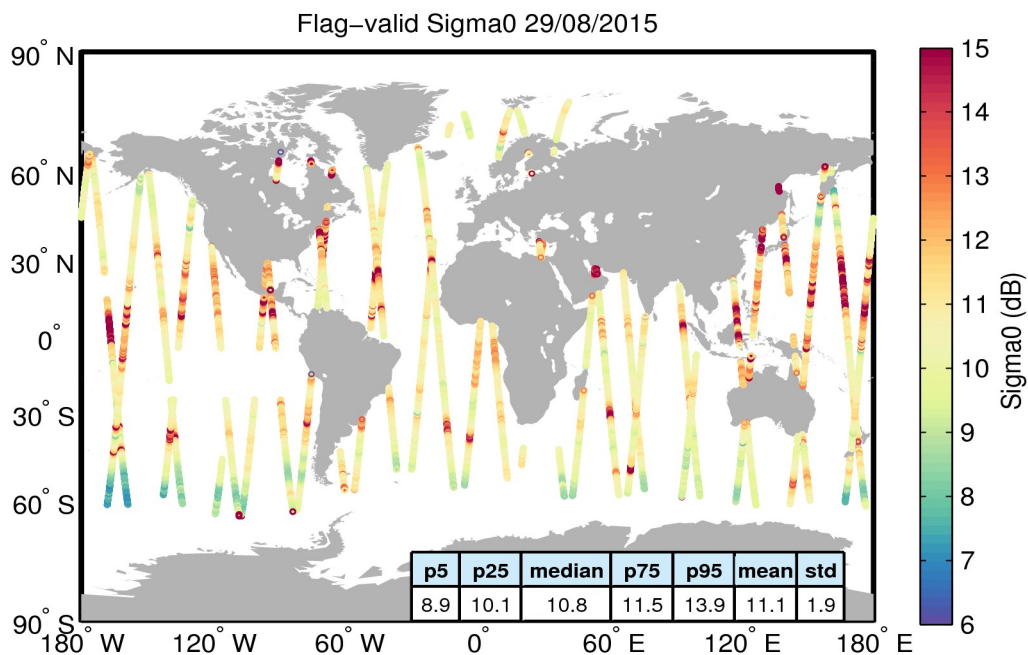 Flag−valid Sigma0 29/08/2015
90° N
60° N
30° N
0°
30° S
60° S
90° S
180° W
120° W
60° W
0°
60° E
120° E
180° E
p5 p25 median p75 p95 mean std
8.9 10.1 10.8 11.5 13.9 11.1 1.9
15
14
13
12
11
10
9
8
7
6
Sigma0 (dB)